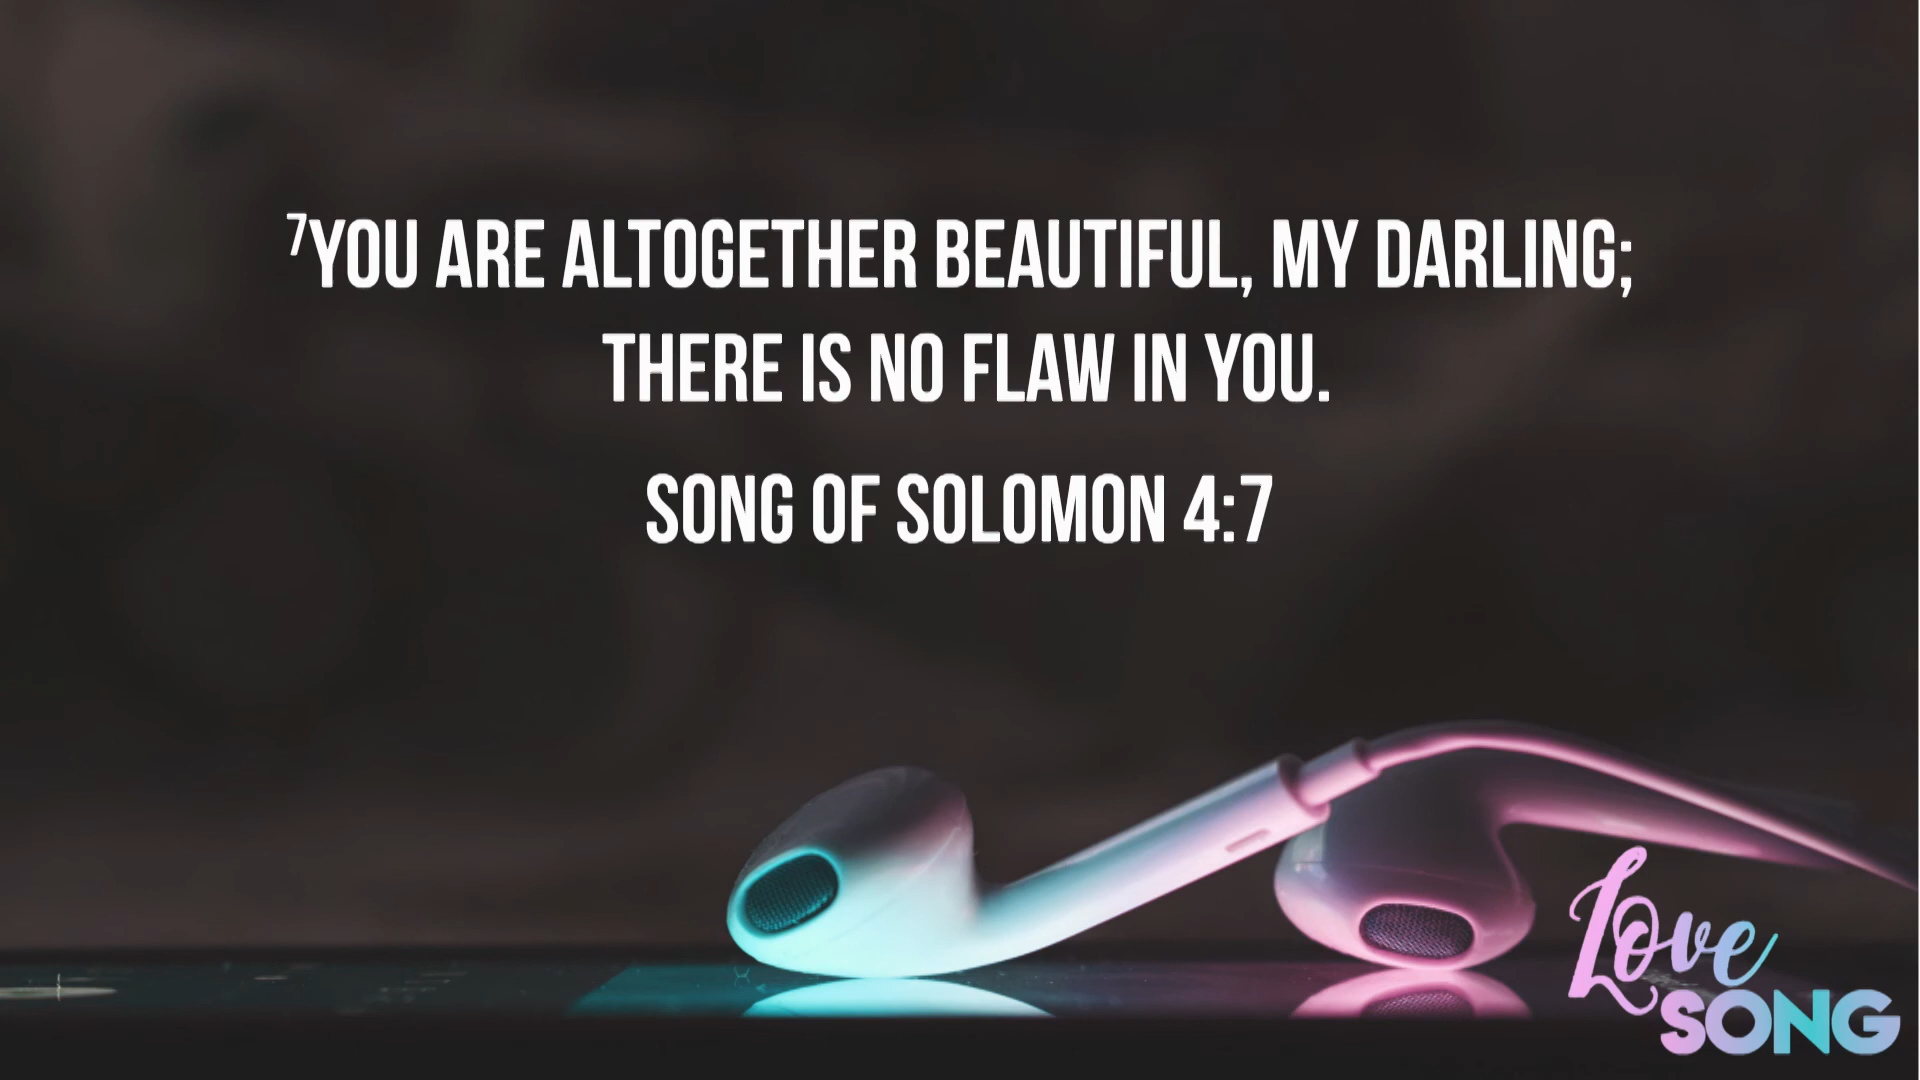 ⁷YOU ARE ALTOGETHER BEAUTIFUL, MY DARLING;
THERE IS NO FLAW IN YOU.
SONG OF SOLOMON 4:7
Love
SONG